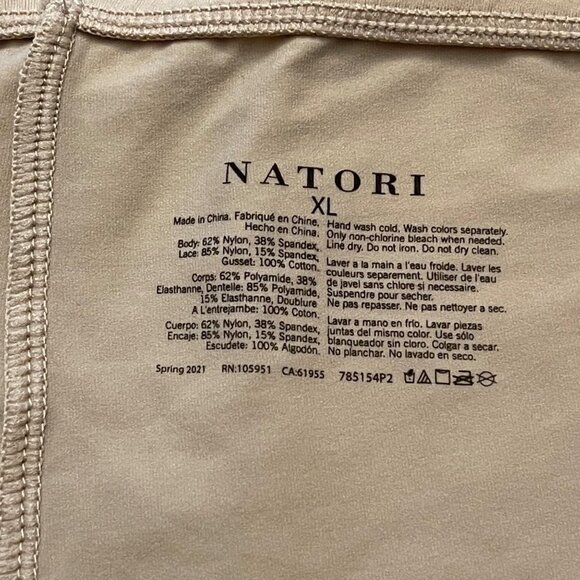 NATORI
XL
Made in China. Fabriqué en Chine,
Hecho en China.
Body: 62% Nylon, 38% Spandex,
Lace: 85% Nylon, 15% Spandex,
Gusset: 100% Cotton.
Corps: 62% Polyamide, 38%
Elasthanne, Dentelle: 85% Polyamide,
15% Elasthanne, Doublure
A L'entrejambe: 100% Coton.
Cuerpo: 62% Nylon, 38% Spandex,
Encaje: 85% Nylon, 15% Spandex,
Escudete: 100% Algodón.
Hand wash cold. Wash colors separately.
Only non-chlorine bleach when needed.
Line dry. Do not iron. Do not dry clean.
Laver a la main a l'eau froide. Laver les
couleurs separement. Utiliser de l'eau
de javel sans chlore si necessaire.
Suspendre pour secher.
Ne pas repasser. Ne pas nettoyer a sec.
Lavar a mano en frío. Lavar piezas
juntas del mismo color. Use sólo
blanqueador sin cloro. Colgar a secar.
No planchar. No lavado en seco.
Spring 2021 RN:105951 CA:61955 785154P2